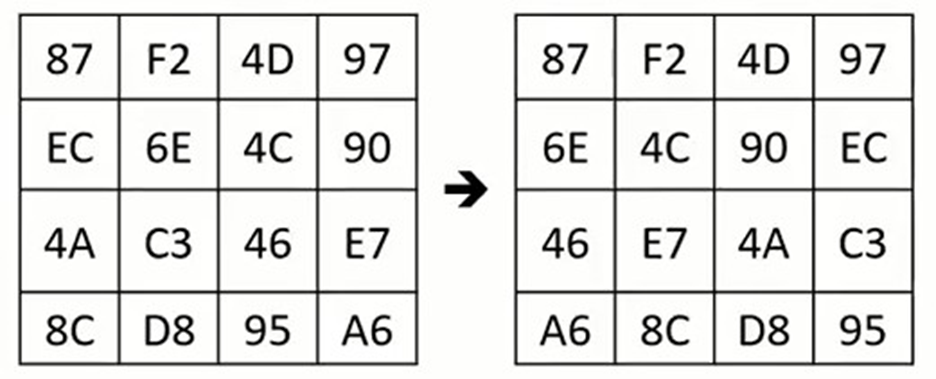 87 F2 4D 97
EC 6E 4C 90
4A C3 46 E7
8C D8 95 A6
87 F2 4D 97
6E 4C 90 EC
46 E7 4A C3
A6 8C D8 95